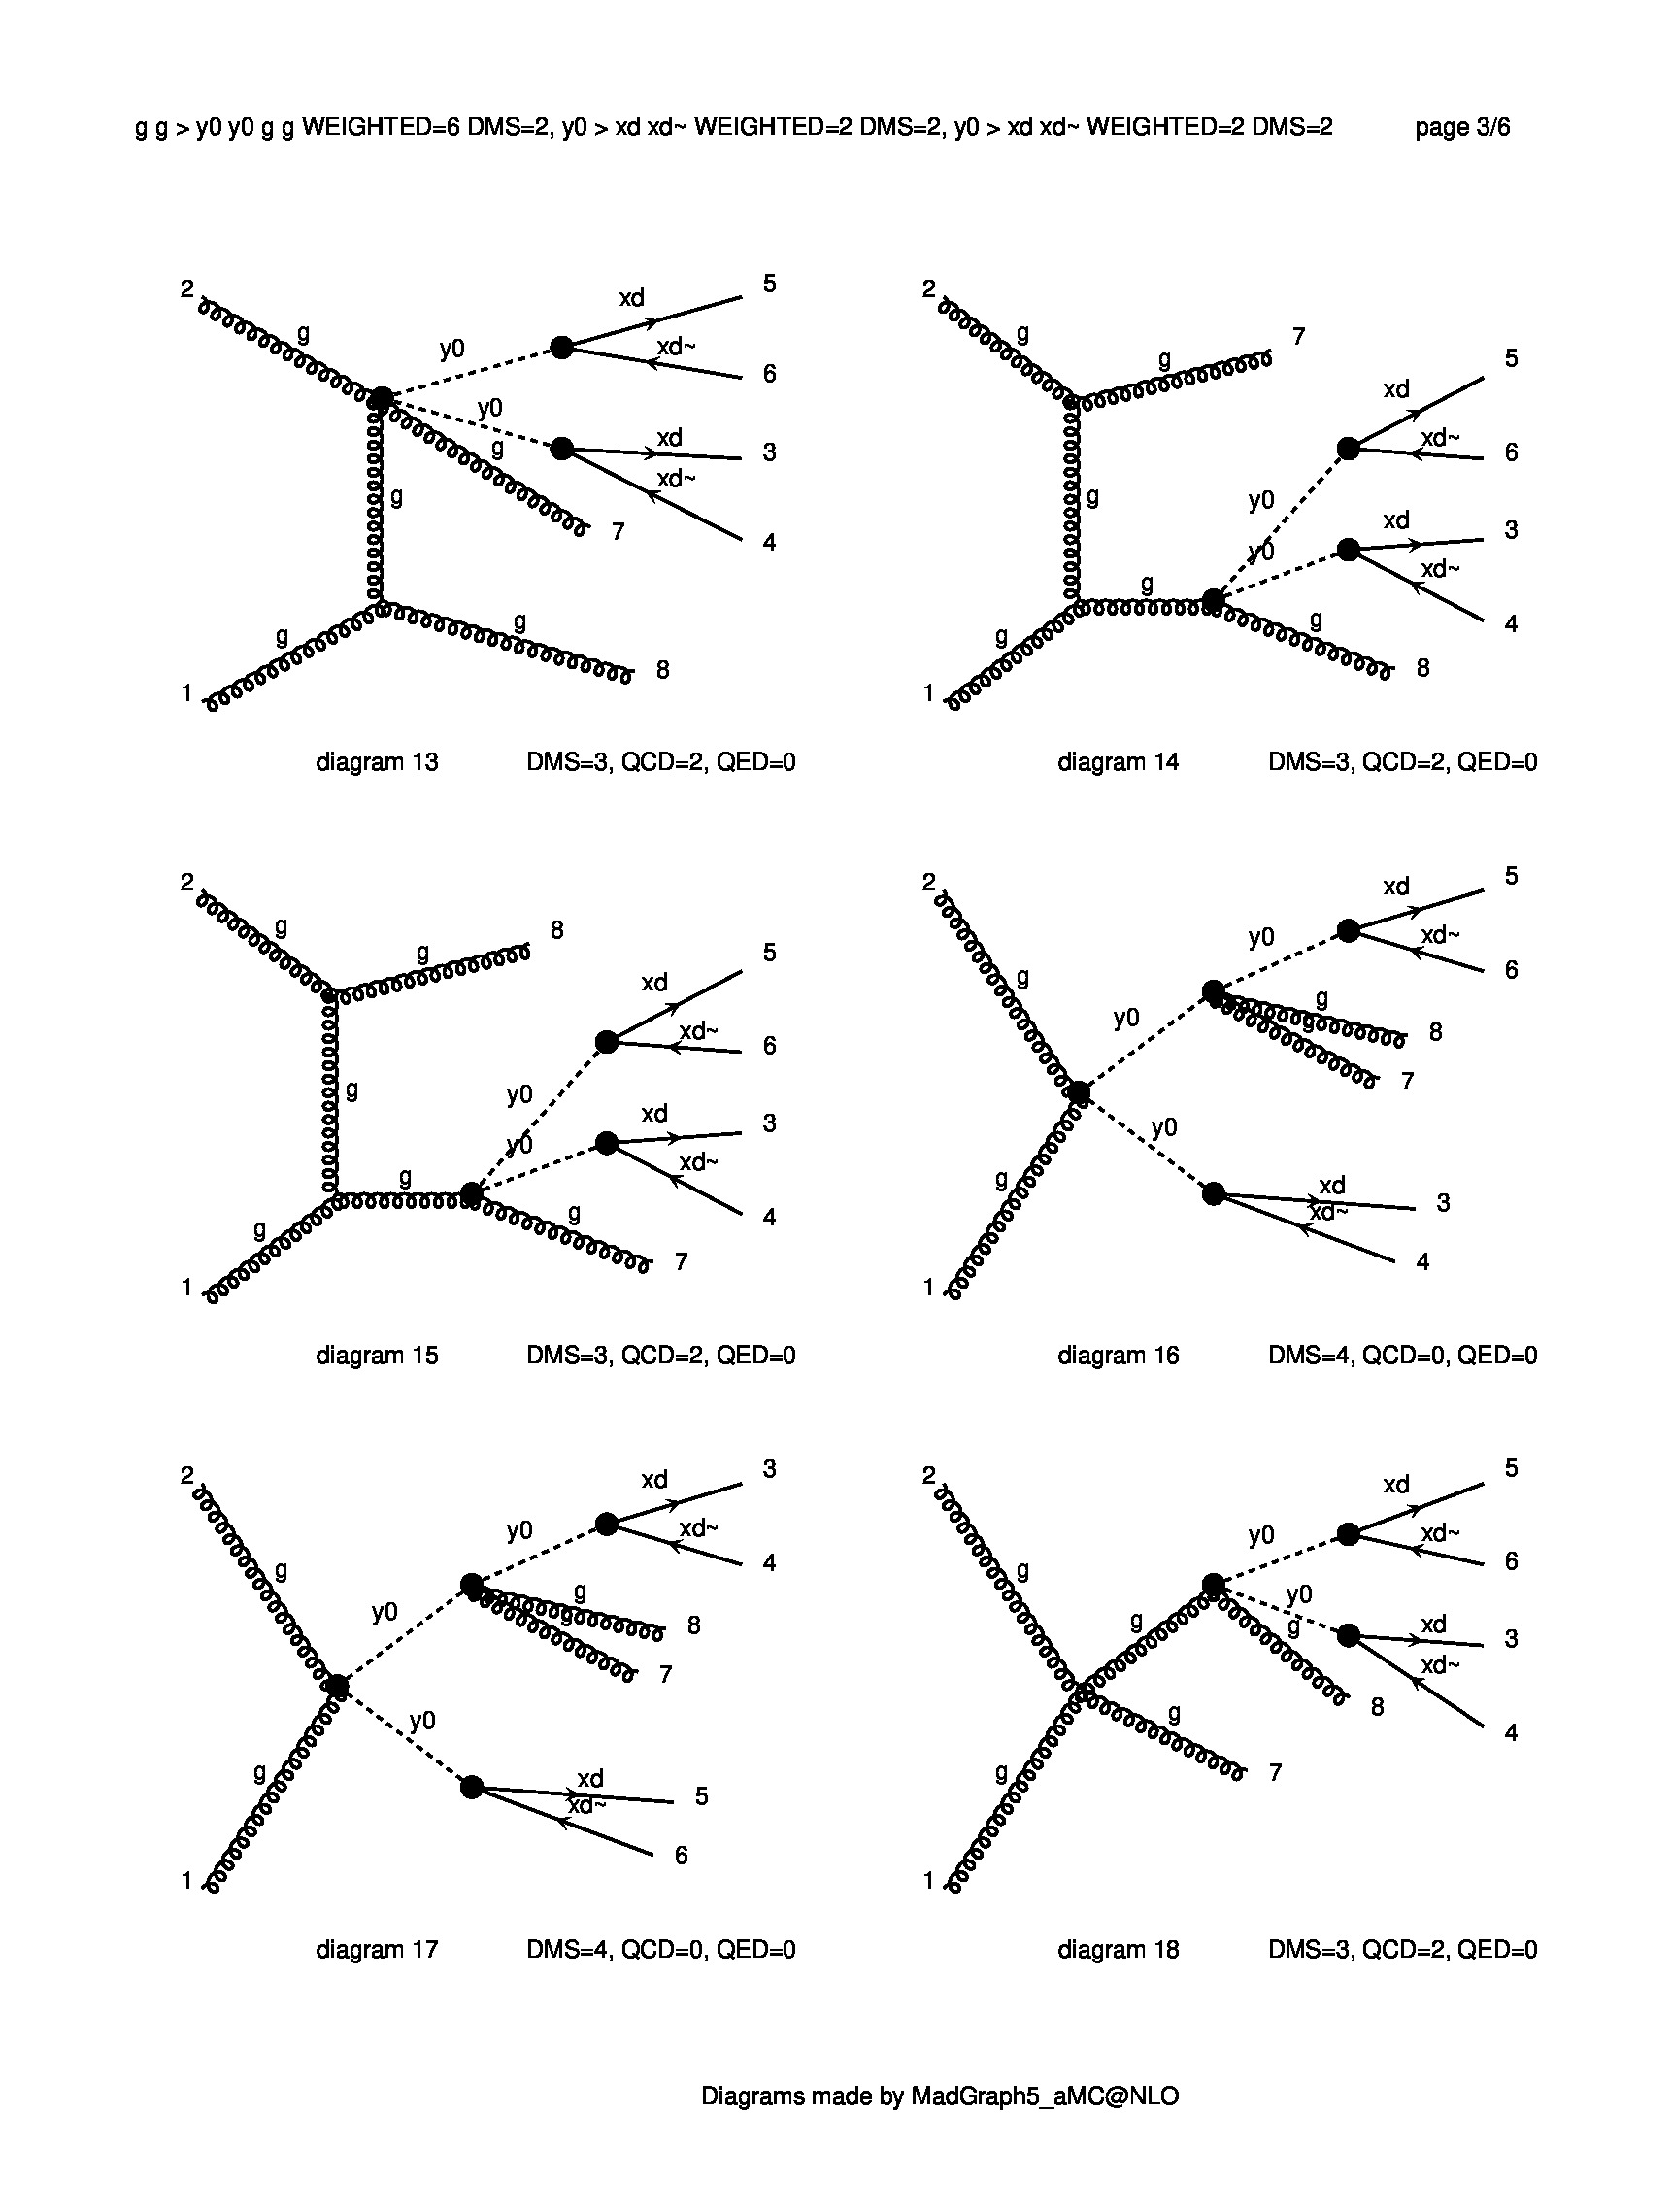 g g > y0 y0 g g WEIGHTED=6 DMS=2, y0 > xd xd~ WEIGHTED=2 DMS=2, y0 > xd xd~ WEIGHTED=2 DMS=2 page 3/6
2
g
y0
xd
5
xd~
6
y0
g
xd
3
xd~
4
g
7
g
g
8
1
diagram 13 DMS=3, QCD=2, QED=0
2
g
g
7
xd
5
xd~
6
g
y0
y0
xd
3
xd~
4
g
g
g
8
1
diagram 14 DMS=3, QCD=2, QED=0
2
g
g
8
xd
5
xd~
6
g
y0
y0
xd
3
xd~
4
g
g
g
7
1
diagram 15 DMS=3, QCD=2, QED=0
2
g
y0
y0
xd
5
xd~
6
g
8
g
7
y0
g
xd
3
xd~
4
1
diagram 16 DMS=4, QCD=0, QED=0
2
g
y0
y0
xd
3
xd~
4
g
8
g
7
y0
g
xd
5
xd~
6
1
diagram 17 DMS=4, QCD=0, QED=0
2
g
g
y0
xd
5
xd~
6
y0
g
xd
3
xd~
4
8
g
7
g
1
diagram 18 DMS=3, QCD=2, QED=0
Diagrams made by MadGraph5_aMC@NLO